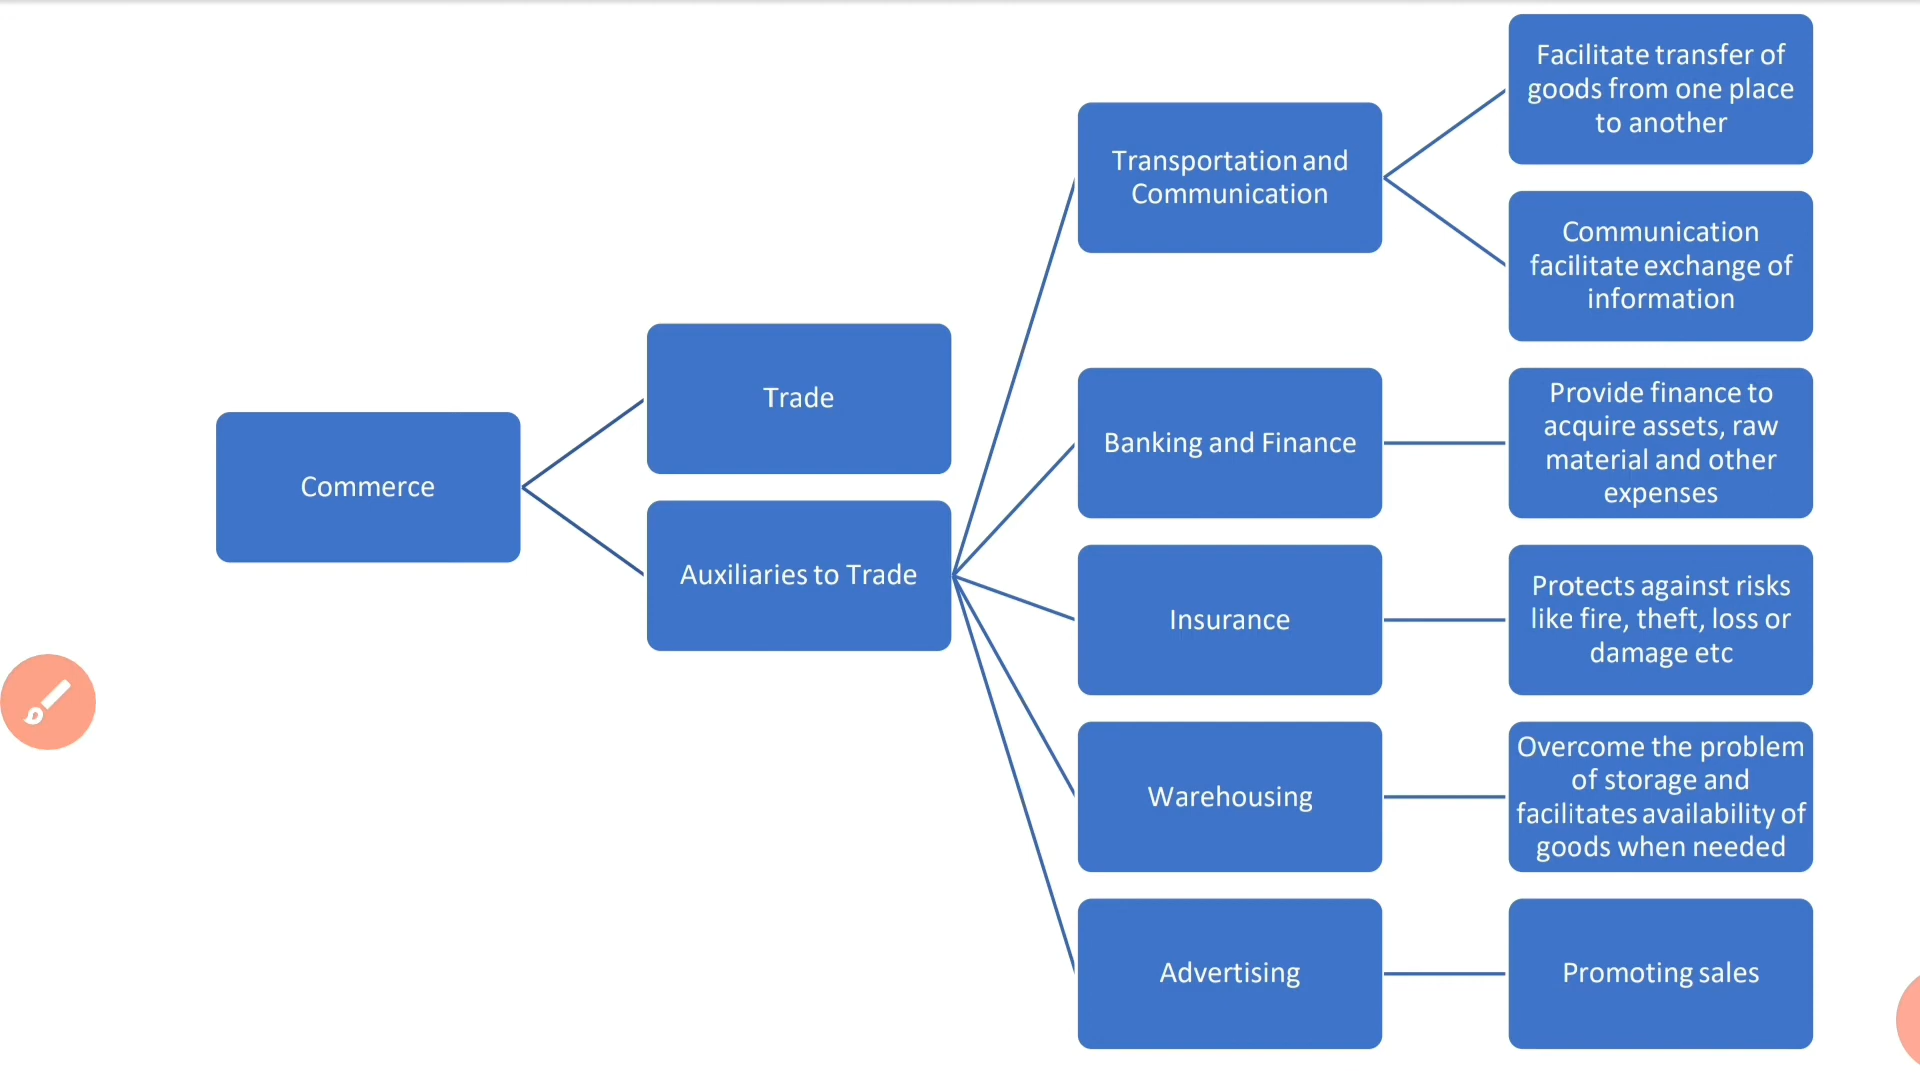 Commerce
Trade
Auxiliaries to Trade
Transportation and
Communication
Facilitate transfer of
goods from one place
to another
Communication
facilitate exchange of
information
Banking and Finance
Provide finance to
acquire assets, raw
material and other
expenses
Insurance
Protects against risks
like fire, theft, loss or
damage etc
Warehousing
Overcome the problem
of storage and
facilitates availability of
goods when needed
Advertising
Promoting sales